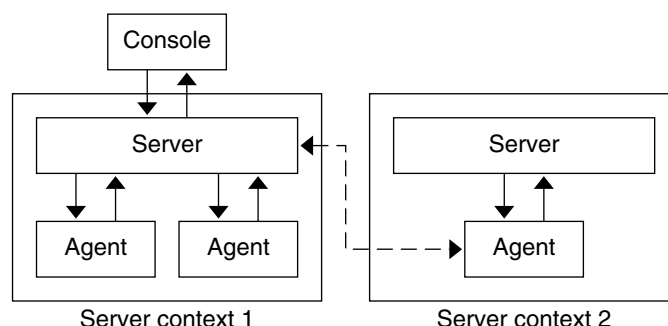 Console
Server
Server
Agent
Agent
Agent
Server context 1
Server context 2